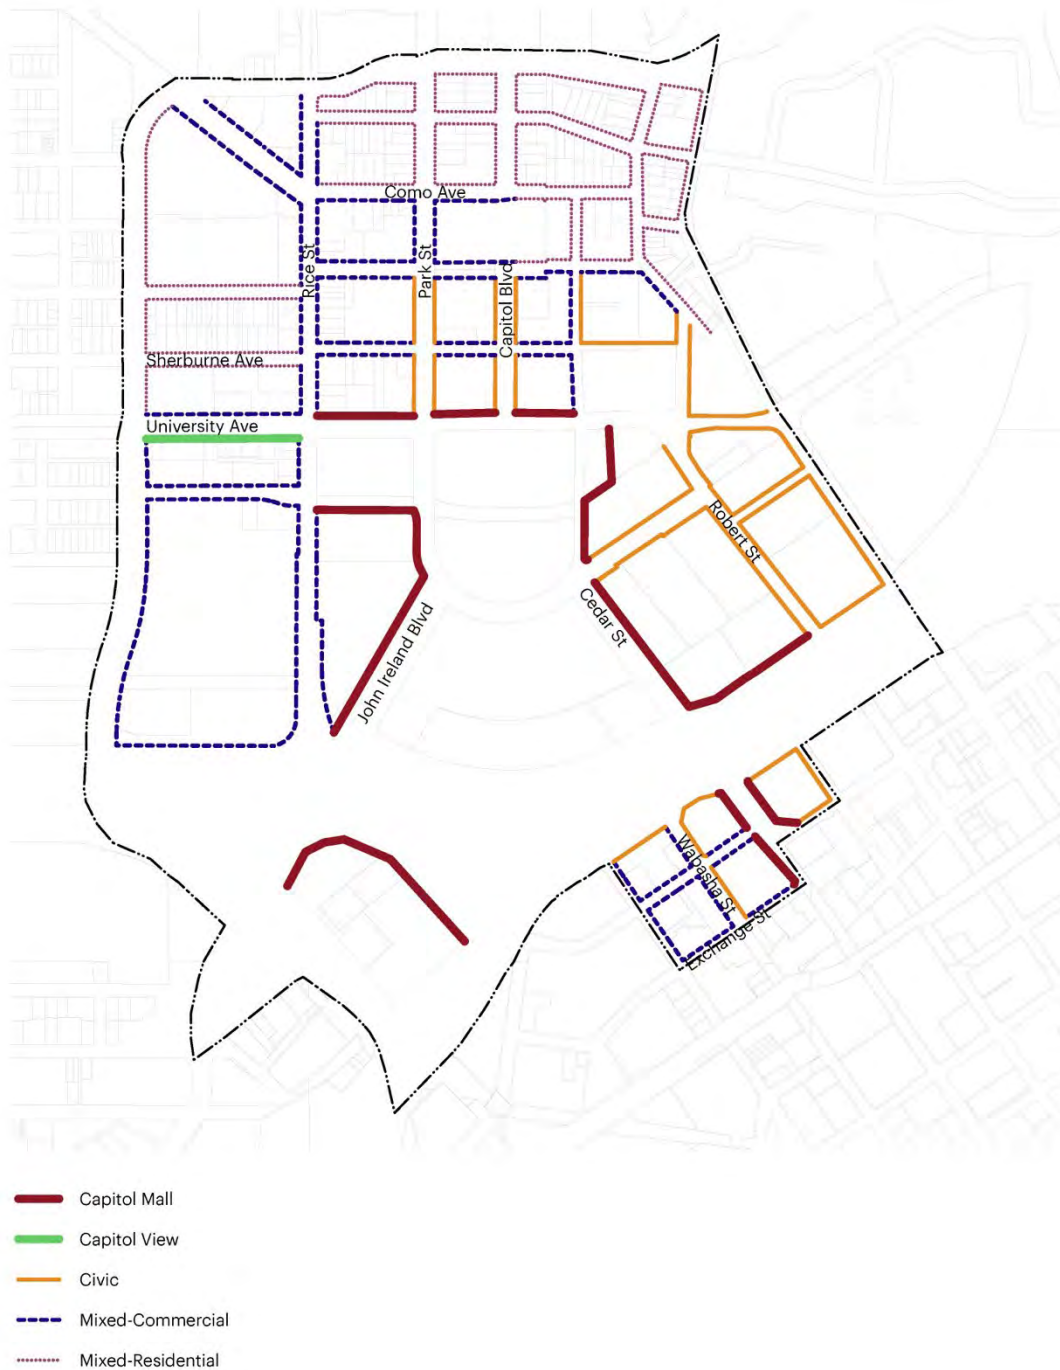 Como Ave
Rice St
Park St
Capitol Blvd
Sherburne Ave
University Ave
Robert St
Cedar St
John Ireland Blvd
Wabasha St
Exchange St
Capitol Mall
Capitol View
Civic
Mixed-Commercial
Mixed-Residential